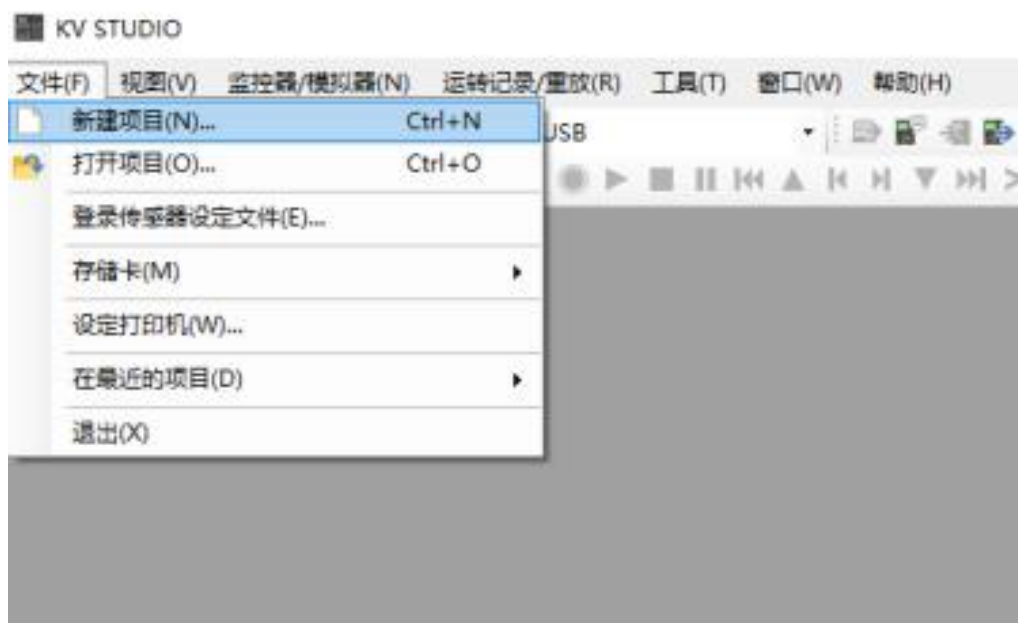 KV STUDIO
文件(F) 视图(V) 监控器/模拟器(N) 运转记录/重放(R) 工具(T) 窗口(W) 帮助(H)
新建项目(N)... Ctrl+N USB
打开项目(O)... Ctrl+O
登录传感器设定文件(E)...
存储卡(M)
设定打印机(W)...
在最近的项目(D)
退出(X)